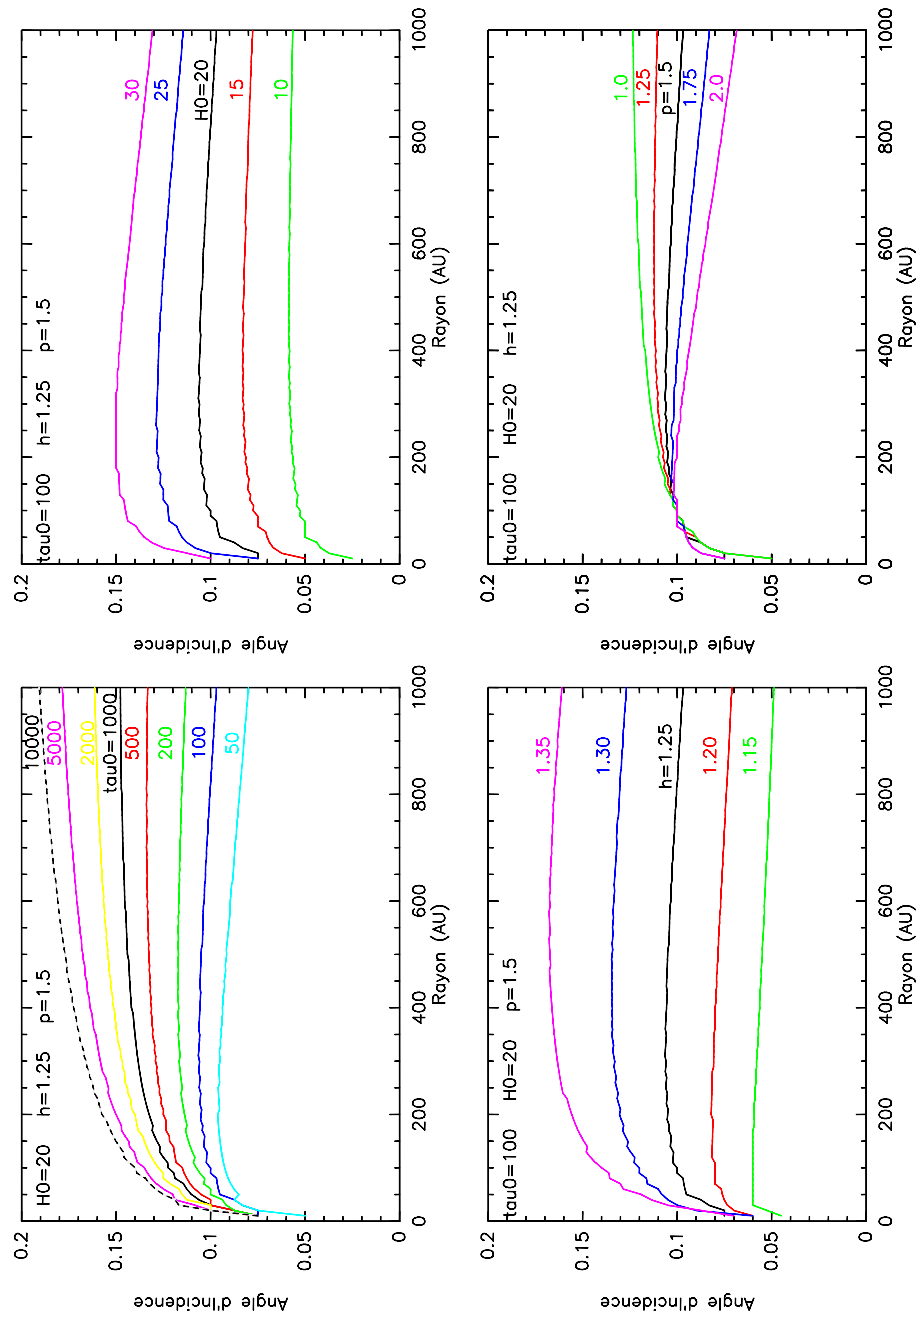 0.2
0.15
0.1
0.05
0
Angle d'Incidence
H0=20 h=1.25 p=1.5
10000
5000
2000
tau0=1000
500
200
100
50
0 200 400 600 800 1000
Rayon (AU)
0.2
0.15
0.1
0.05
0
Angle d'Incidence
tau0=100 h=1.25 p=1.5
30
25
H0=20
15
10
0 200 400 600 800 1000
Rayon (AU)
0.2
0.15
0.1
0.05
0
Angle d'Incidence
tau0=100 H0=20 p=1.5
1.35
1.30
h=1.25
1.20
1.15
0 200 400 600 800 1000
Rayon (AU)
0.2
0.15
0.1
0.05
0
Angle d'Incidence
tau0=100 H0=20 h=1.25
1.0
1.25
p=1.5
1.75
2.0
0 200 400 600 800 1000
Rayon (AU)